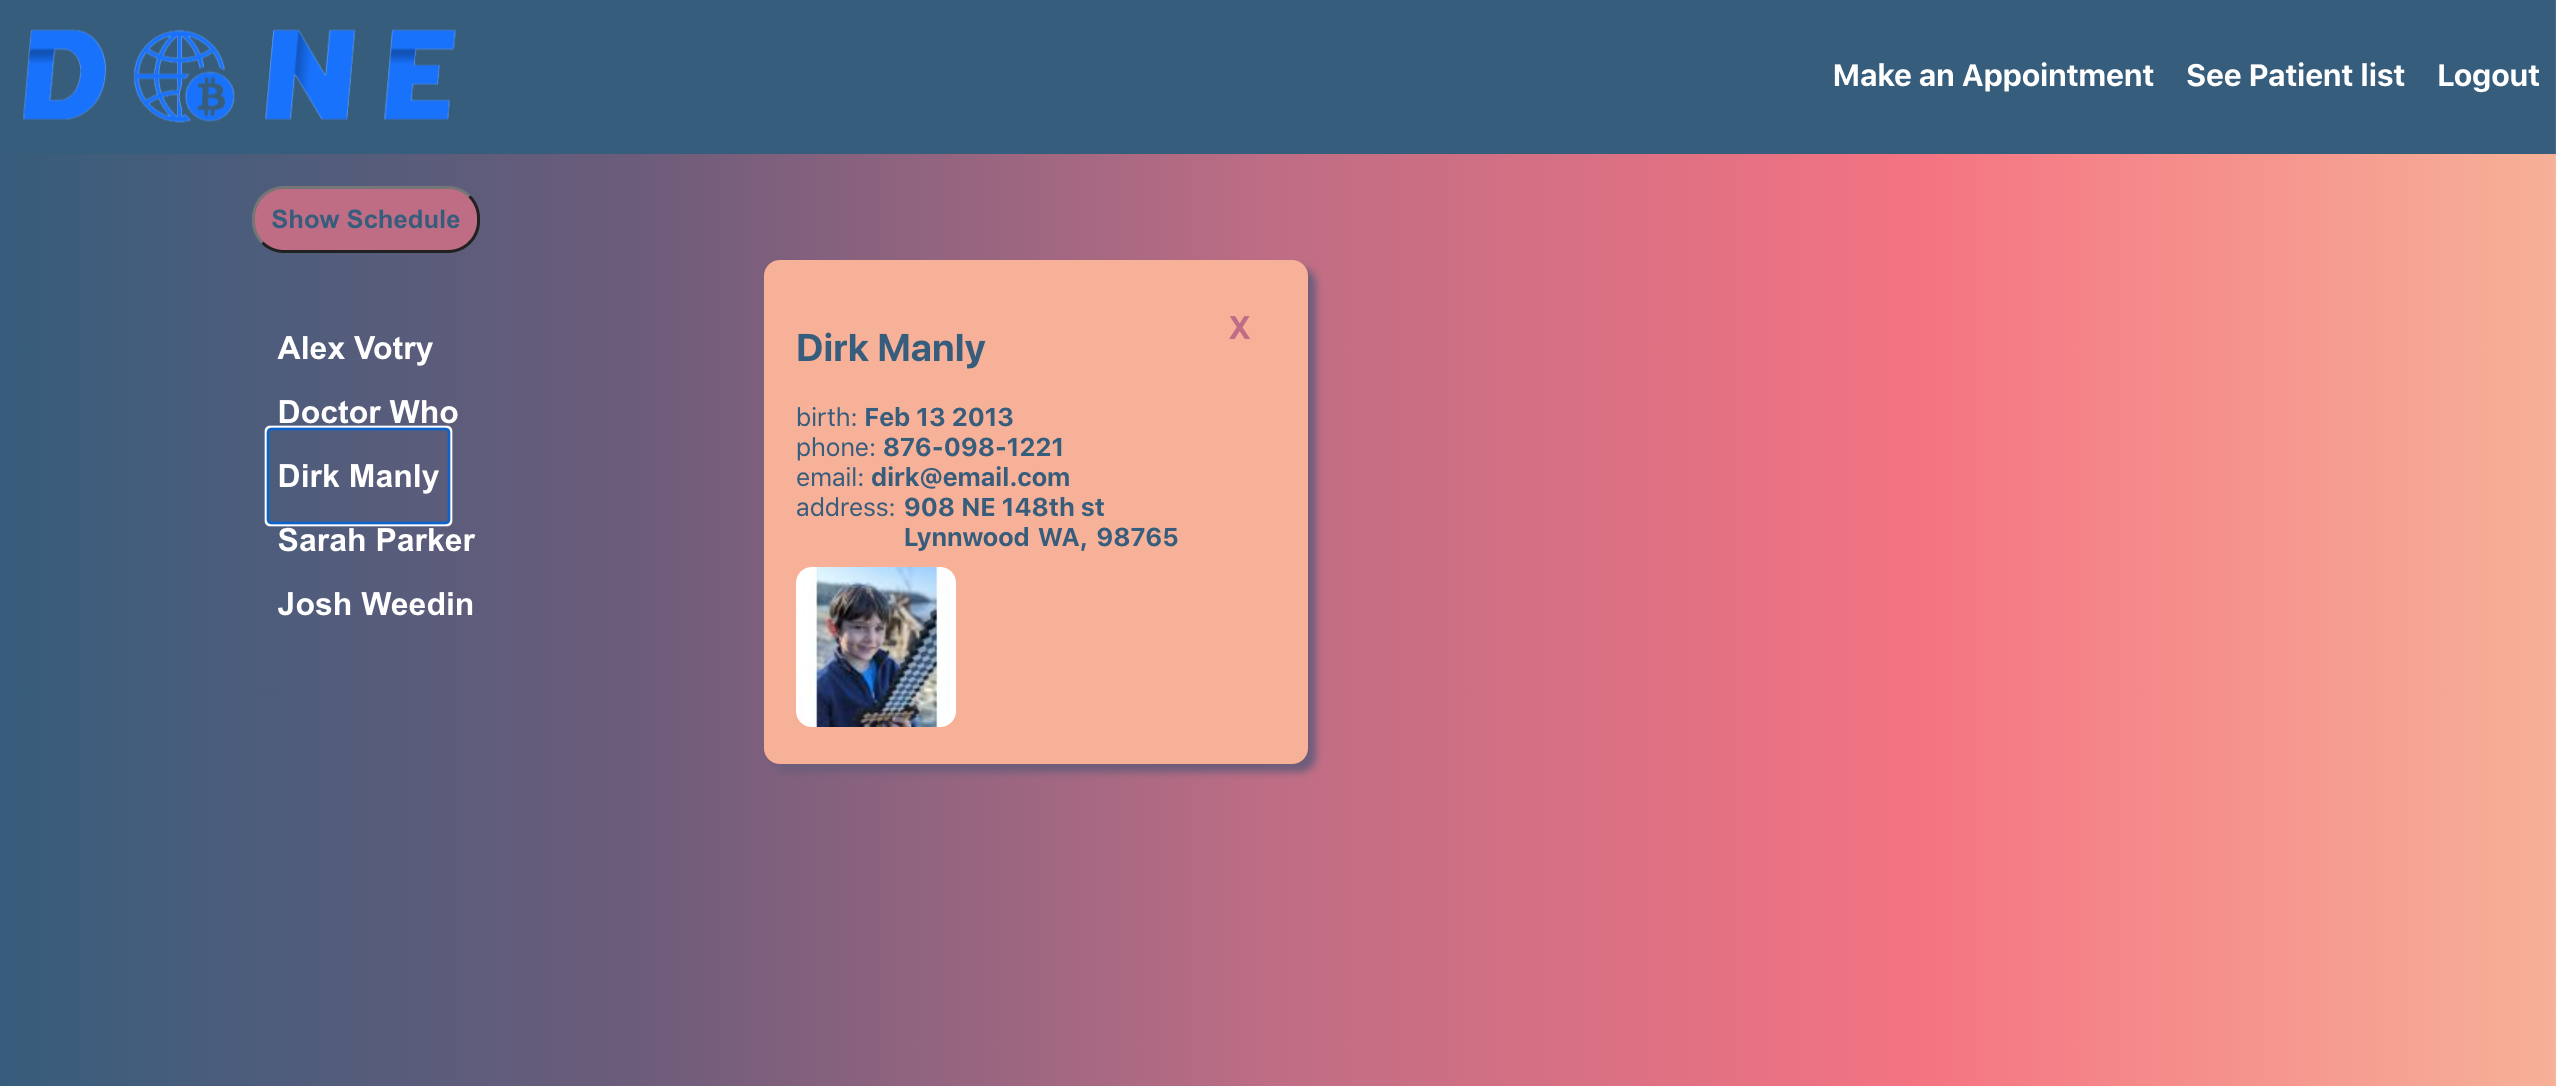 DONE
Make an Appointment See Patient list Logout
Show Schedule
Alex Votry
Doctor Who
Dirk Manly
Sarah Parker
Josh Weedin
X
Dirk Manly
birth: Feb 13 2013
phone: 876-098-1221
email: dirk@email.com
address: 908 NE 148th st
Lynnwood WA, 98765